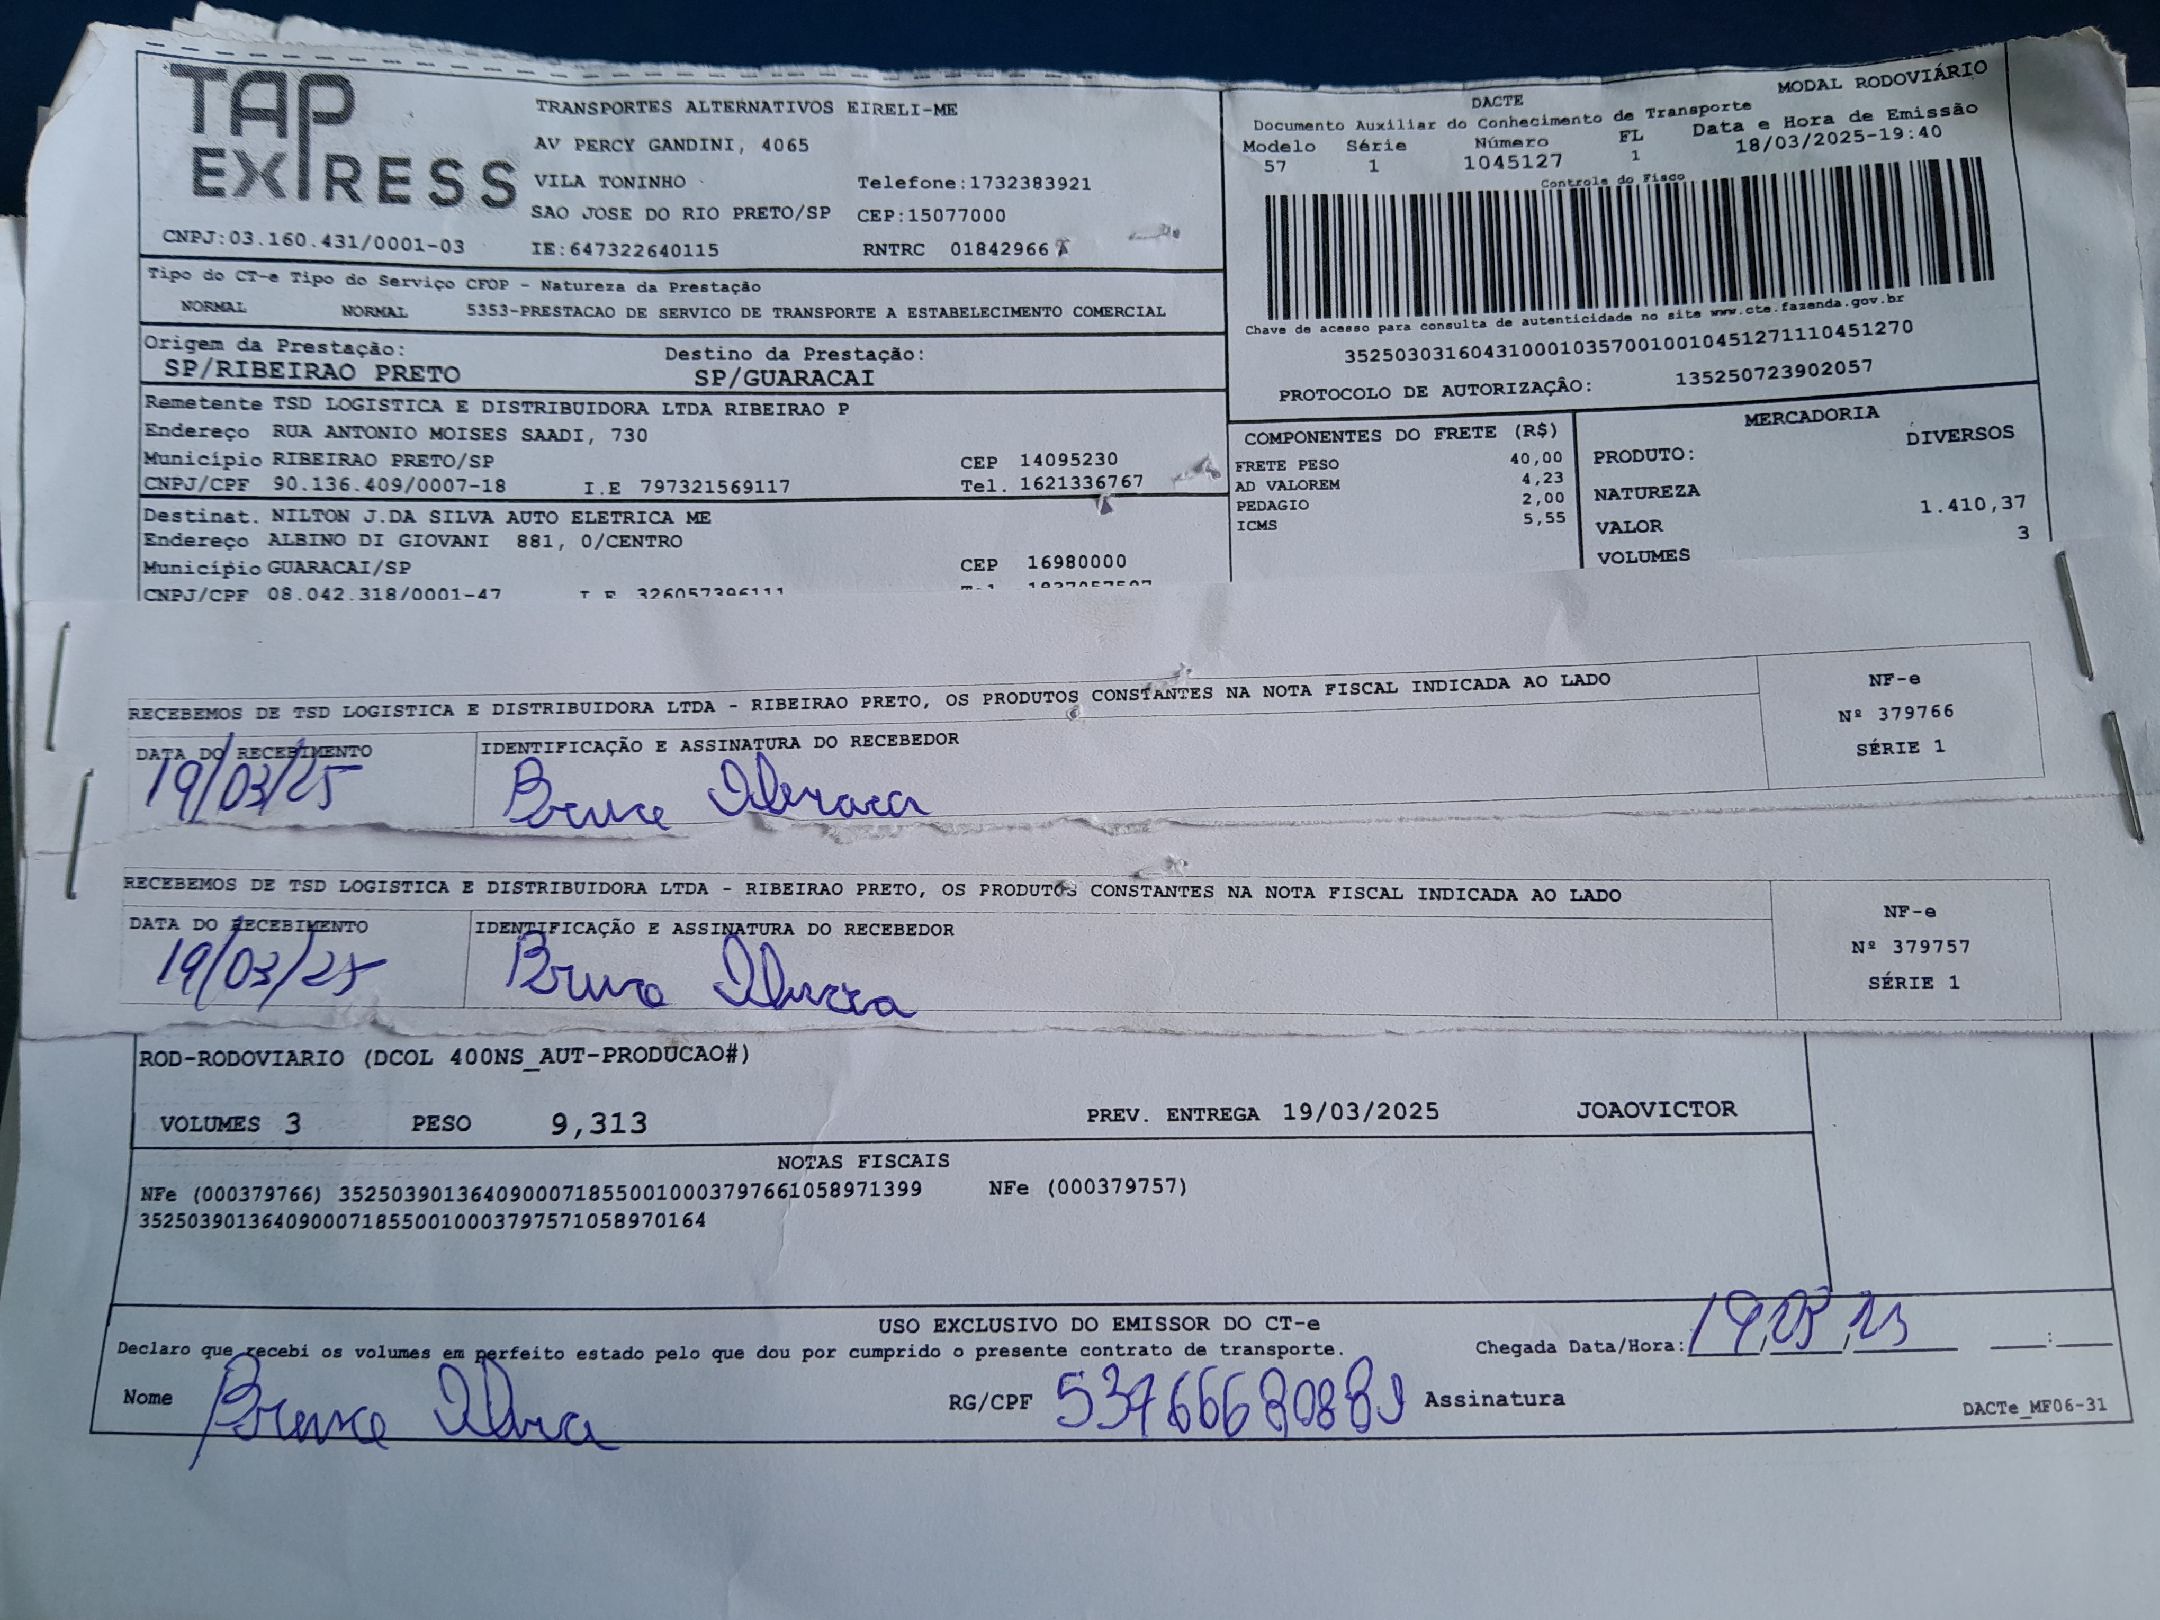 TAP EXPRESS
TRANSPORTES ALTERNATIVOS EIRELI-ME
AV PERCY GANDINI, 4065
VILA TONINHO Telefone:1732383921
SAO JOSE DO RIO PRETO/SP CEP:15077000
CNPJ:03.160.431/0001-03 IE:647322640115 RNTRC 01842966
MODAL RODOVIÁRIO
DACTE
Documento Auxiliar do Conhecimento de Transporte
Modelo Série Número FL Data e Hora de Emissão
57 1 1045127 1 18/03/2025-19:40
Controle do Fisco
Chave de acesso para consulta de autenticidade no site www.cte.fazenda.gov.br
35250303160431000103570010010451271110451270
PROTOCOLO DE AUTORIZAÇÃO: 135250723902057
Tipo do CT-e Tipo do Serviço CFOP - Natureza da Prestação
NORMAL NORMAL 5353-PRESTACAO DE SERVICO DE TRANSPORTE A ESTABELECIMENTO COMERCIAL
Origem da Prestação: Destino da Prestação:
SP/RIBEIRAO PRETO SP/GUARACAI
Remetente TSD LOGISTICA E DISTRIBUIDORA LTDA RIBEIRAO P
Endereço RUA ANTONIO MOISES SAADI, 730
Município RIBEIRAO PRETO/SP CEP 14095230
CNPJ/CPF 90.136.409/0007-18 I.E 797321569117 Tel. 1621336767
Destinat. NILTON J.DA SILVA AUTO ELETRICA ME
Endereço ALBINO DI GIOVANI 881, 0/CENTRO
Município GUARACAI/SP CEP 16980000
CNPJ/CPF 08.042.318/0001-47 I.E 326057396111
COMPONENTES DO FRETE (R$)
FRETE PESO 40,00
AD VALOREM 4,23
PEDAGIO 2,00
ICMS 5,55
MERCADORIA
PRODUTO: DIVERSOS
NATUREZA
VALOR 1.410,37
VOLUMES 3
RECEBEMOS DE TSD LOGISTICA E DISTRIBUIDORA LTDA - RIBEIRAO PRETO, OS PRODUTOS CONSTANTES NA NOTA FISCAL INDICADA AO LADO
NF-e
Nº 379766
SÉRIE 1
DATA DO RECEBIMENTO IDENTIFICAÇÃO E ASSINATURA DO RECEBEDOR
19/03/25
RECEBEMOS DE TSD LOGISTICA E DISTRIBUIDORA LTDA - RIBEIRAO PRETO, OS PRODUTOS CONSTANTES NA NOTA FISCAL INDICADA AO LADO
NF-e
Nº 379757
SÉRIE 1
DATA DO RECEBIMENTO IDENTIFICAÇÃO E ASSINATURA DO RECEBEDOR
19/03/25 Bruno
ROD-RODOVIARIO (DCOL 400NS_AUT-PRODUCAO#)
VOLUMES 3 PESO 9,313 PREV. ENTREGA 19/03/2025 JOAOVICTOR
NOTAS FISCAIS
NFe (000379766) 35250390136409000718550010003797661058971399 NFe (000379757)
35250390136409000718550010003797571058970164
USO EXCLUSIVO DO EMISSOR DO CT-e
Declaro que recebi os volumes em perfeito estado pelo que dou por cumprido o presente contrato de transporte. Chegada Data/Hora: 19,03,25 :
Nome RG/CPF 53766680889 Assinatura
DACTe_MF06-31